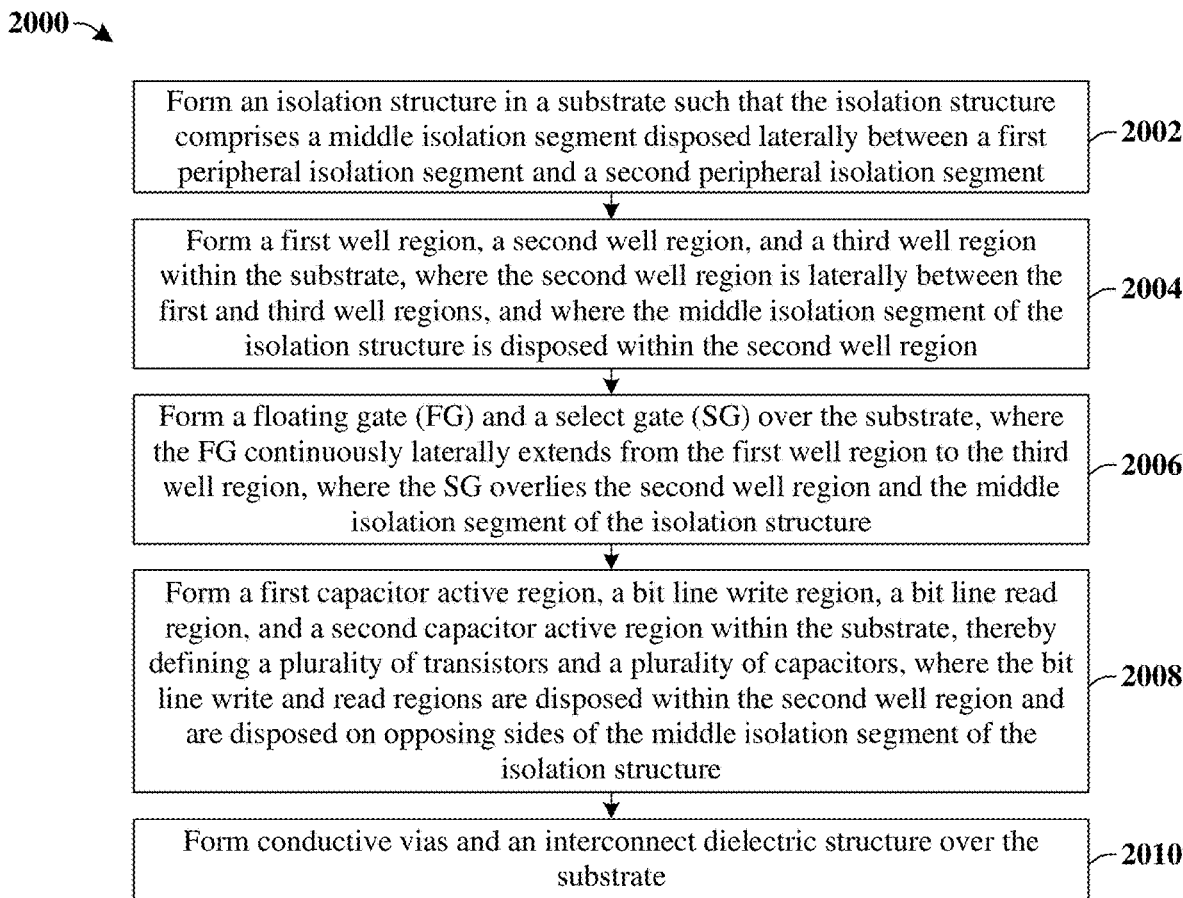 2000
Form an isolation structure in a substrate such that the isolation structure
comprises a middle isolation segment disposed laterally between a first
peripheral isolation segment and a second peripheral isolation segment
2002
Form a first well region, a second well region, and a third well region
within the substrate, where the second well region is laterally between the
first and third well regions, and where the middle isolation segment of the
isolation structure is disposed within the second well region
2004
Form a floating gate (FG) and a select gate (SG) over the substrate, where
the FG continuously laterally extends from the first well region to the third
well region, where the SG overlies the second well region and the middle
isolation segment of the isolation structure
2006
Form a first capacitor active region, a bit line write region, a bit line read
region, and a second capacitor active region within the substrate, thereby
defining a plurality of transistors and a plurality of capacitors, where the bit
line write and read regions are disposed within the second well region and
are disposed on opposing sides of the middle isolation segment of the
isolation structure
2008
Form conductive vias and an interconnect dielectric structure over the
substrate
2010